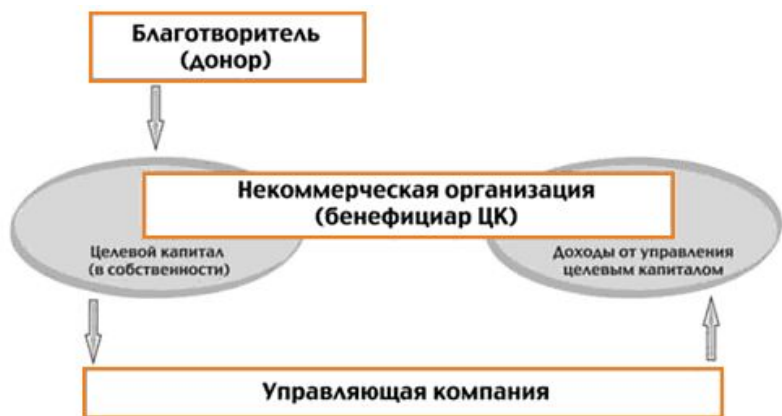 Благотворитель
(донор)
Некоммерческая организация
(бенефициар ЦК)
Целевой капитал
(в собственности)
Доходы от управления
целевым капиталом
Управляющая компания